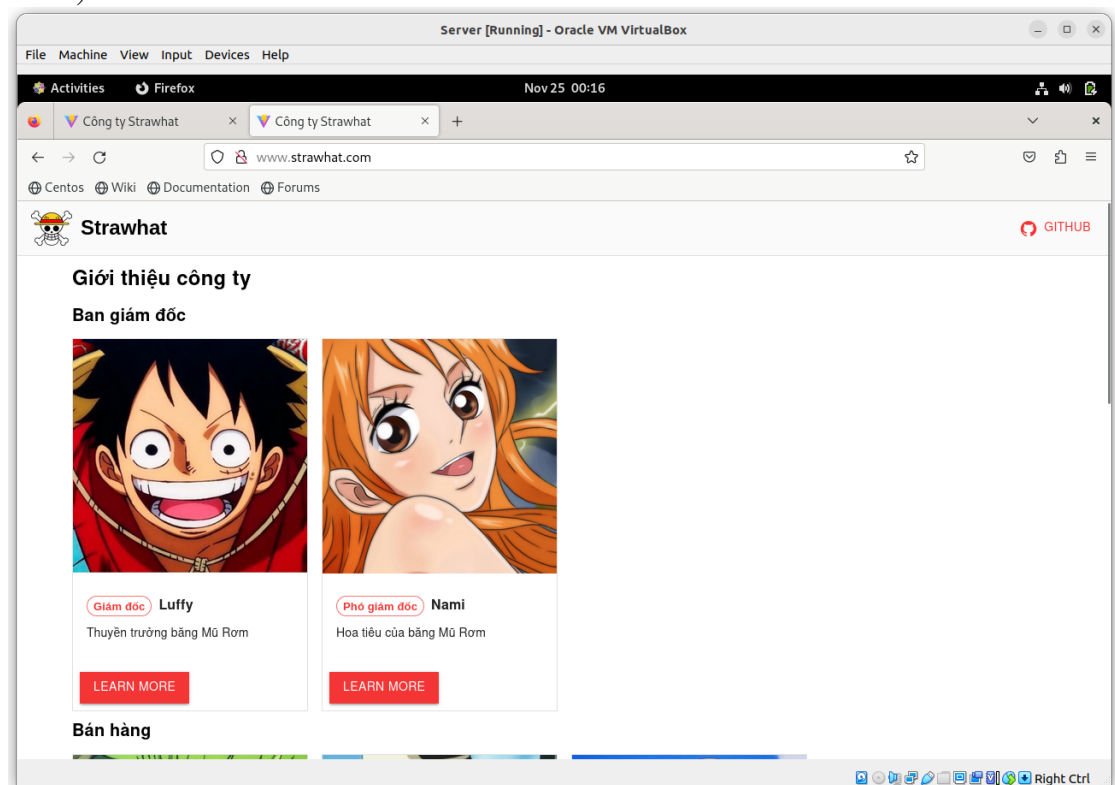 Server [Running] - Oracle VM VirtualBox
File Machine View Input Devices Help
Activities Firefox Nov 25 00:16
Công ty Strawhat × Công ty Strawhat × +
www.strawhat.com
Centos Wiki Documentation Forums
Strawhat GITHUB
Giới thiệu công ty
Ban giám đốc
Giám đốc Luffy
Thuyền trưởng băng Mũ Rơm
LEARN MORE
Phó giám đốc Nami
Hoa tiêu của băng Mũ Rơm
LEARN MORE
Bán hàng
Right Ctrl